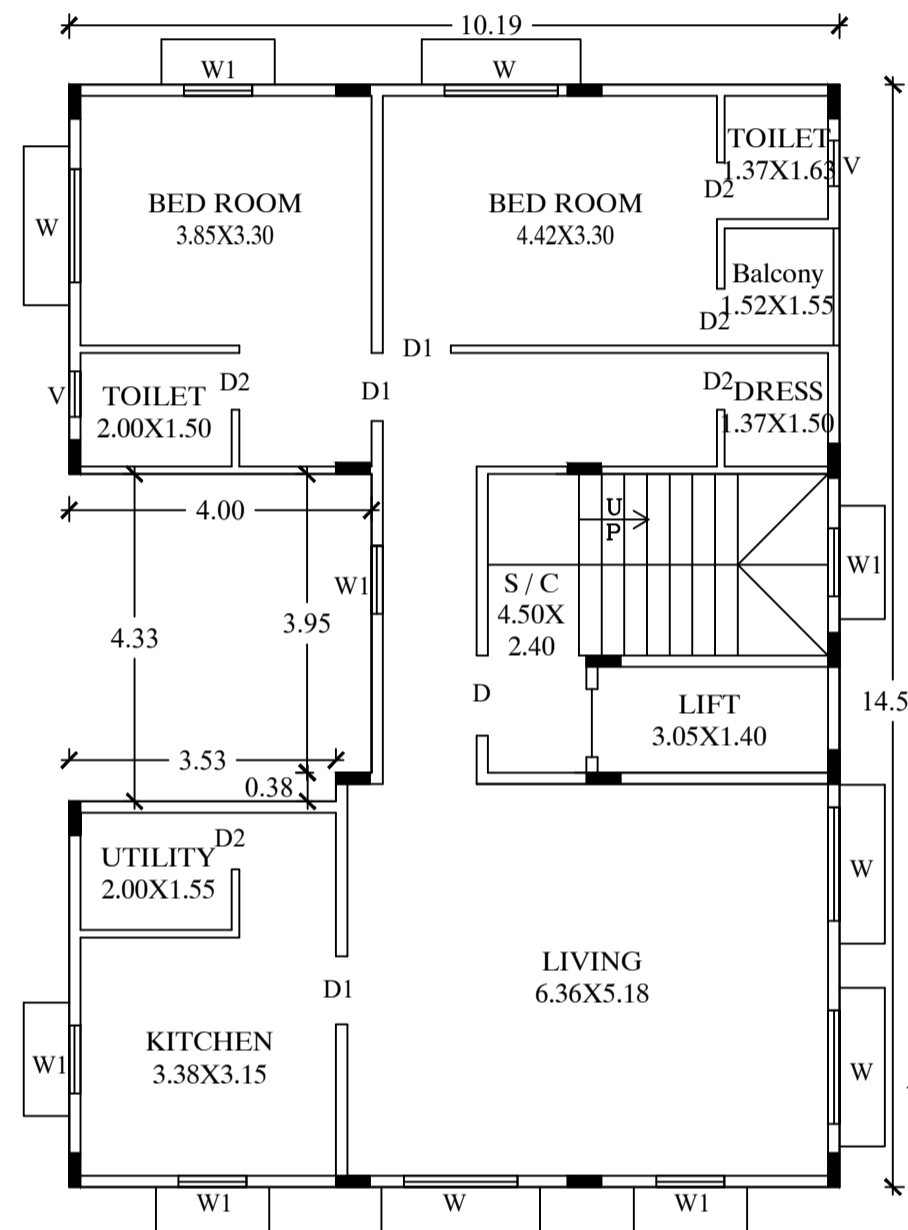 10.19
W1
W
TOILET
1.37X1.63
V
D2
BED ROOM
3.85X3.30
BED ROOM
4.42X3.30
W
Balcony
1.52X1.55
D2
D1
V
TOILET
2.00X1.50
D2
D1
D2
DRESS
1.37X1.50
4.00
U
P
W1
W1
S / C
4.50X
2.40
4.33
3.95
D
LIFT
3.05X1.40
14.5
3.53
0.38
D2
UTILITY
2.00X1.55
W
LIVING
6.36X5.18
D1
KITCHEN
3.38X3.15
W1
W
W1
W
W1